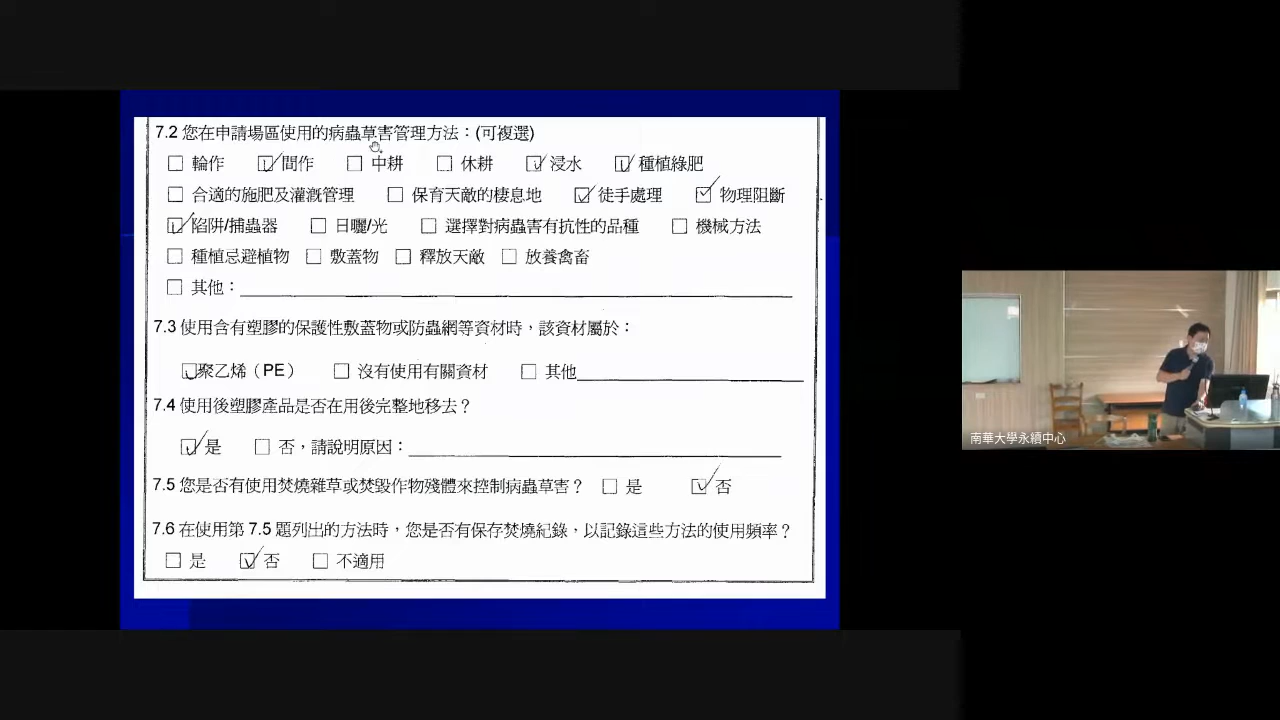 7.2 您在申請場區使用的病蟲草害管理方法：(可複選)
☐ 輪作 ☑ 間作 ☐ 中耕 ☐ 休耕 ☑ 浸水 ☑ 種植綠肥
☐ 合適的施肥及灌溉管理 ☐ 保育天敵的棲息地 ☑ 徒手處理 ☑ 物理阻斷
☑ 陷阱/捕蟲器 ☐ 日曬/光 ☐ 選擇對病蟲害有抗性的品種 ☐ 機械方法
☐ 種植忌避植物 ☐ 敷蓋物 ☐ 釋放天敵 ☐ 放養禽畜
☐ 其他：
7.3 使用含有塑膠的保護性敷蓋物或防蟲網等資材時，該資材屬於：
☑ 聚乙烯（PE） ☐ 沒有使用有關資材 ☐ 其他
7.4 使用後塑膠產品是否在用後完整地移去？
☑ 是 ☐ 否，請說明原因：
7.5 您是否有使用焚燒雜草或焚毀作物殘體來控制病蟲草害？ ☐ 是 ☑ 否
7.6 在使用第 7.5 題列出的方法時，您是否有保存焚燒紀錄，以記錄這些方法的使用頻率？
☐ 是 ☑ 否 ☐ 不適用
南華大學永續中心